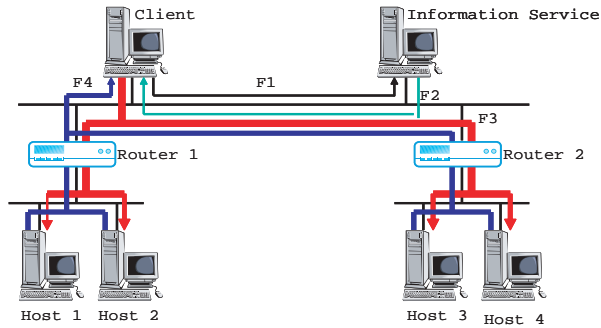 Client
Information Service
F4
F1
F2
F3
Router 1
Router 2
Host 1
Host 2
Host 3
Host 4